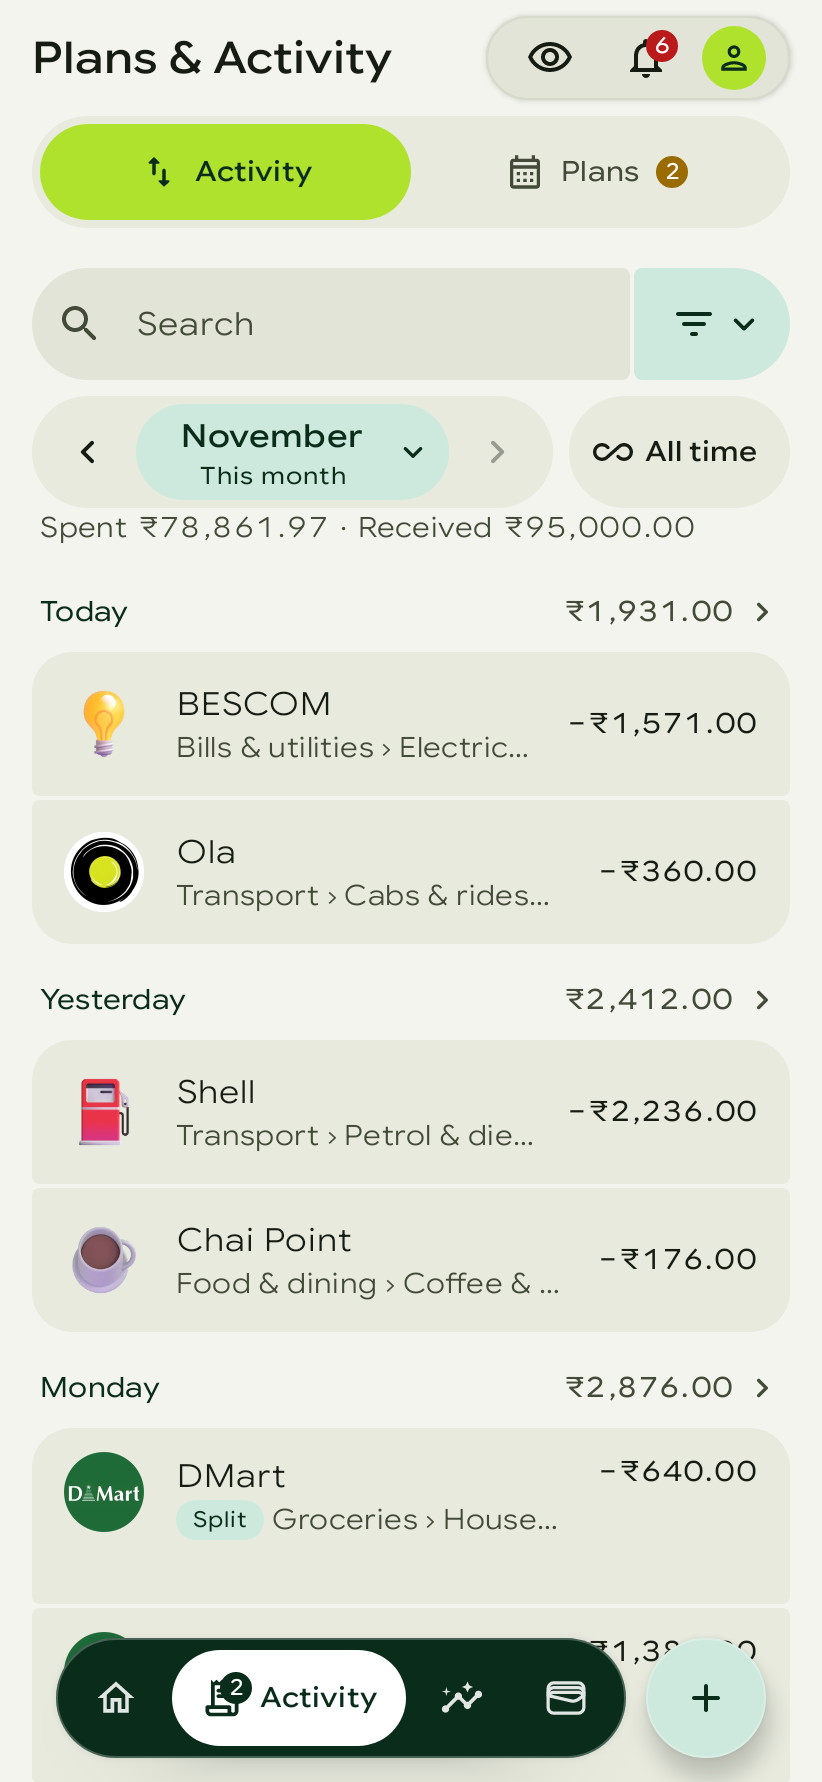 Plans & Activity
6
Activity
Plans 2
Search
November
This month
All time
Spent ₹78,861.97 · Received ₹95,000.00
Today ₹1,931.00
BESCOM
−₹1,571.00
Bills & utilities › Electric...
Ola
−₹360.00
Transport › Cabs & rides...
Yesterday ₹2,412.00
Shell
−₹2,236.00
Transport › Petrol & die...
Chai Point
−₹176.00
Food & dining › Coffee & ...
Monday ₹2,876.00
DMart
−₹640.00
DMart
Split Groceries › House...
2
Activity